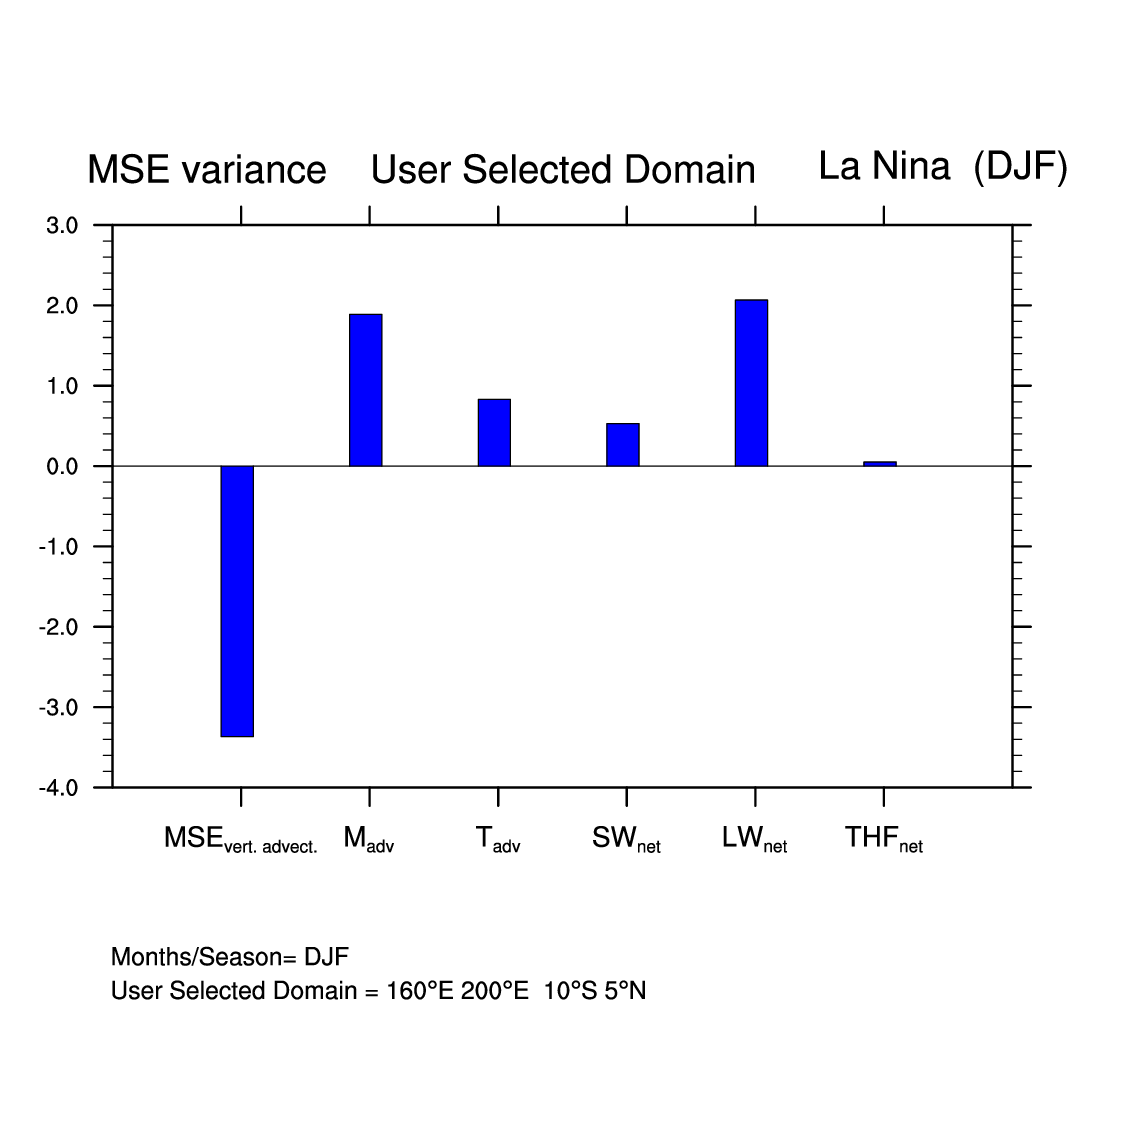 MSE variance User Selected Domain La Nina (DJF)
3.0
2.0
1.0
0.0
-1.0
-2.0
-3.0
-4.0
MSEvert. advect. Madv Tadv SWnet LWnet THFnet
Months/Season= DJF
User Selected Domain = 160°E 200°E 10°S 5°N